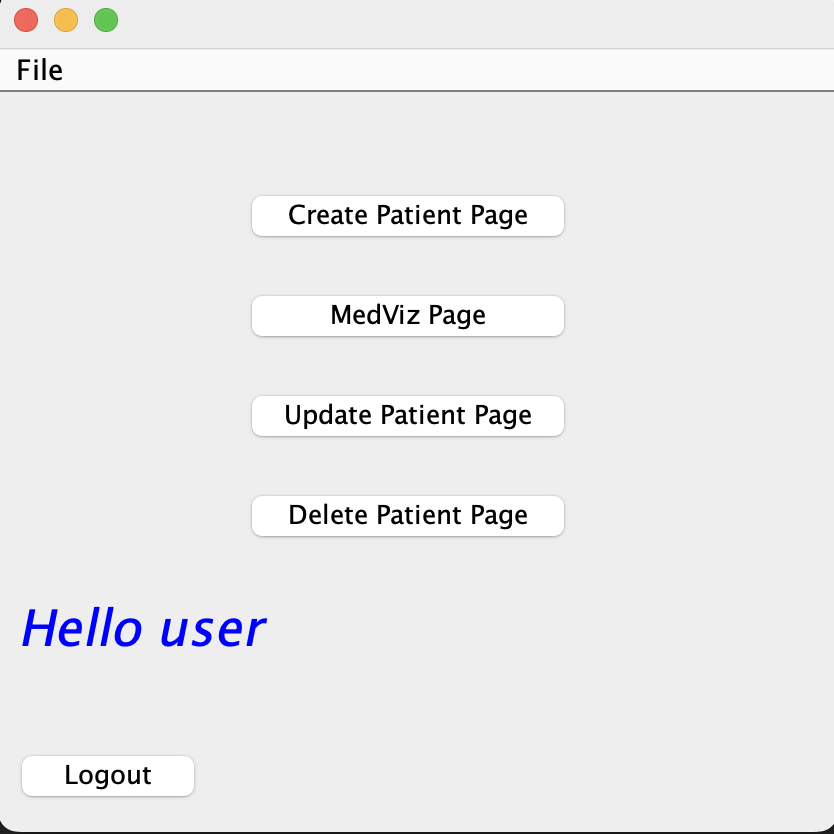 File
Create Patient Page
MedViz Page
Update Patient Page
Delete Patient Page
Hello user
Logout